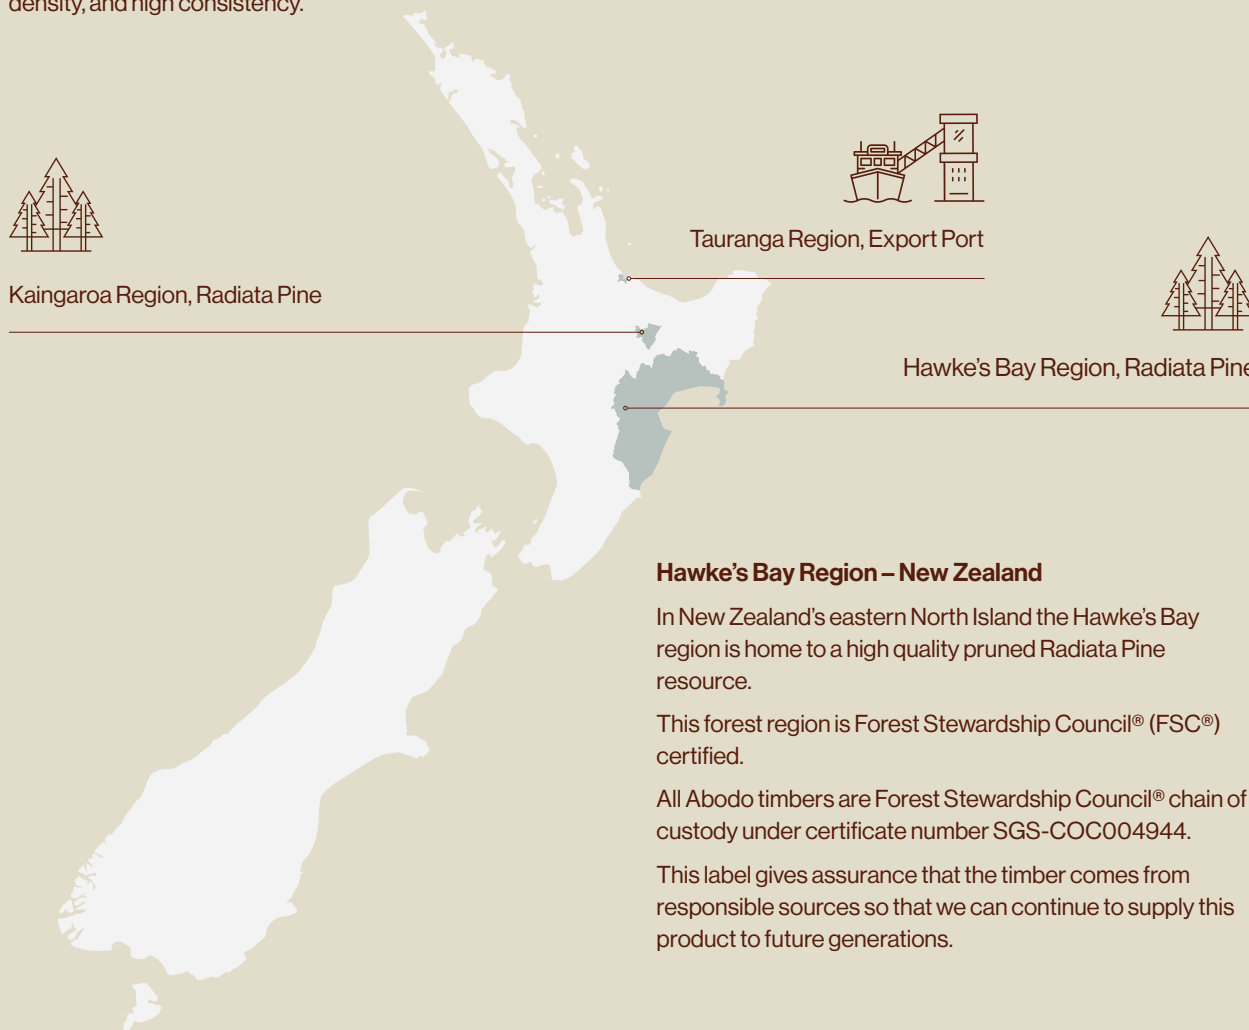 density, and high consistency.
Tauranga Region, Export Port
Kaingaroa Region, Radiata Pine
Hawke's Bay Region, Radiata Pine
Hawke's Bay Region – New Zealand
In New Zealand's eastern North Island the Hawke's Bay
region is home to a high quality pruned Radiata Pine
resource.
This forest region is Forest Stewardship Council® (FSC®)
certified.
All Abodo timbers are Forest Stewardship Council® chain of
custody under certificate number SGS-COC004944.
This label gives assurance that the timber comes from
responsible sources so that we can continue to supply this
product to future generations.